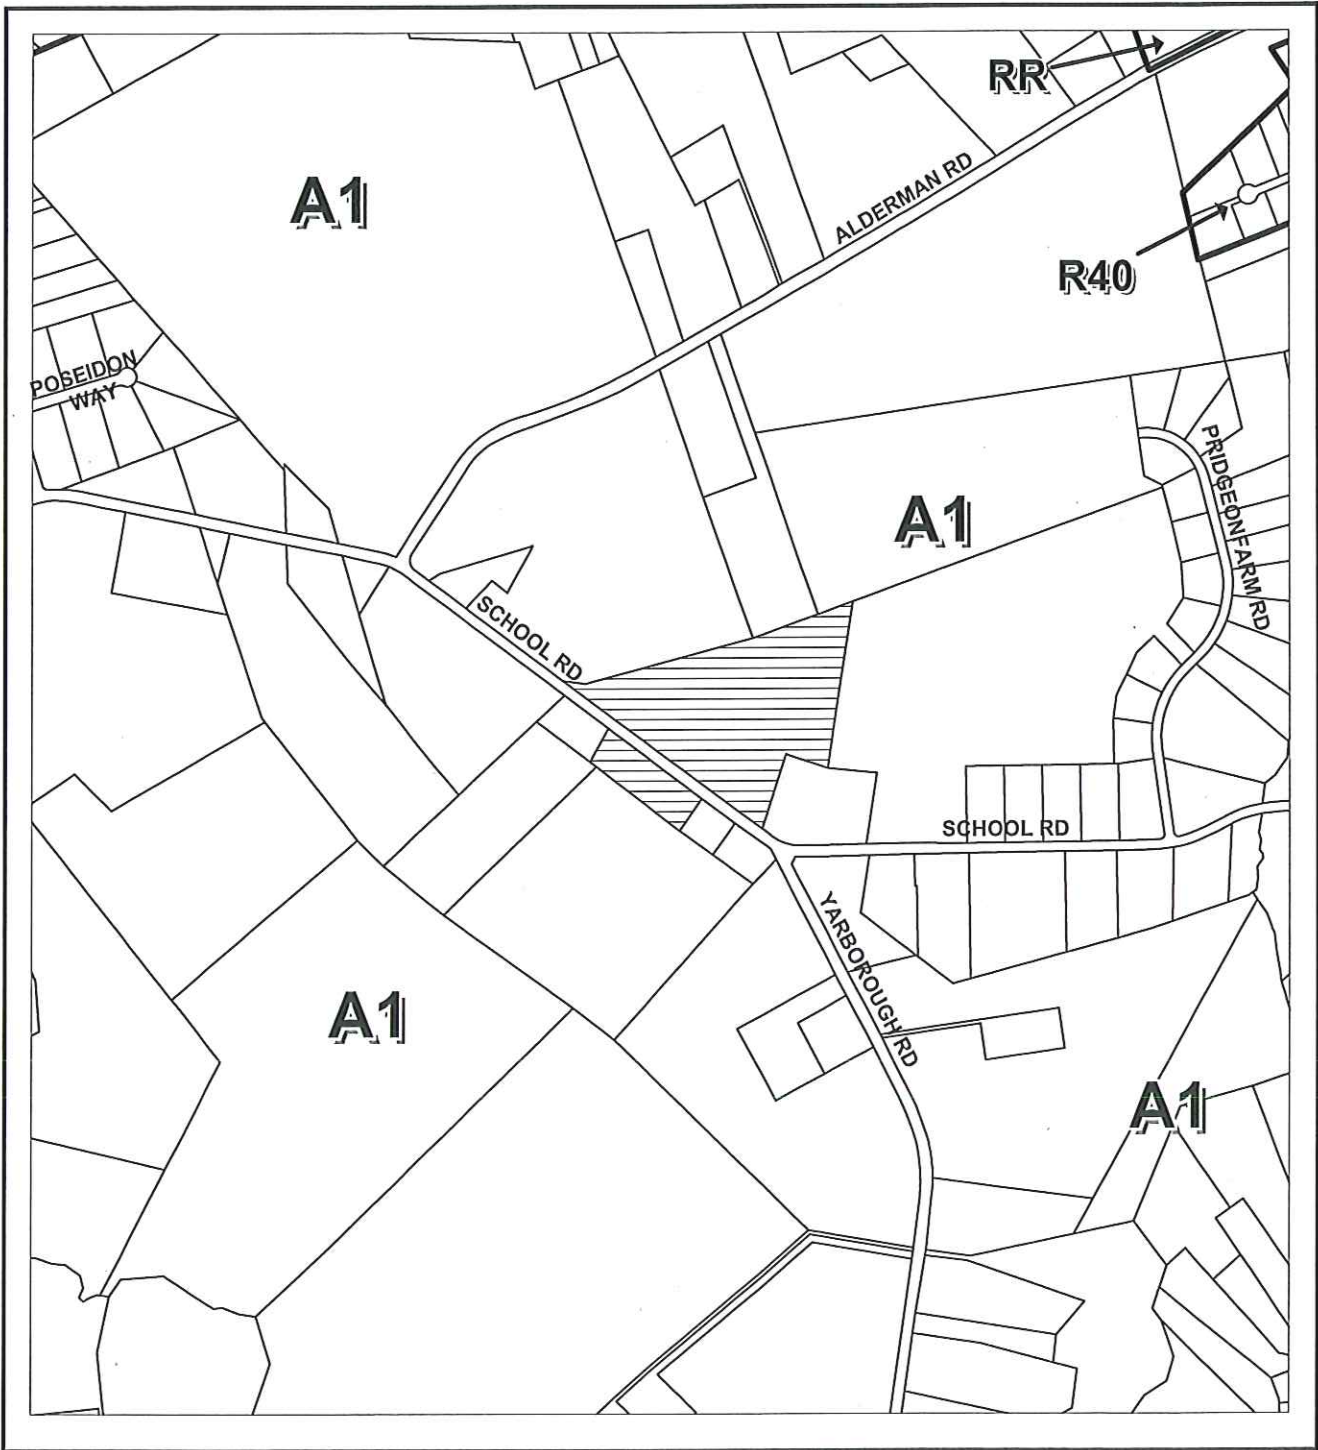 RR
A1
ALDERMAN RD
R40
POSEIDON
WAY
PRIDGEONFARM RD
A1
SCHOOL RD
SCHOOL RD
YARBOROUGH RD
A1
A1